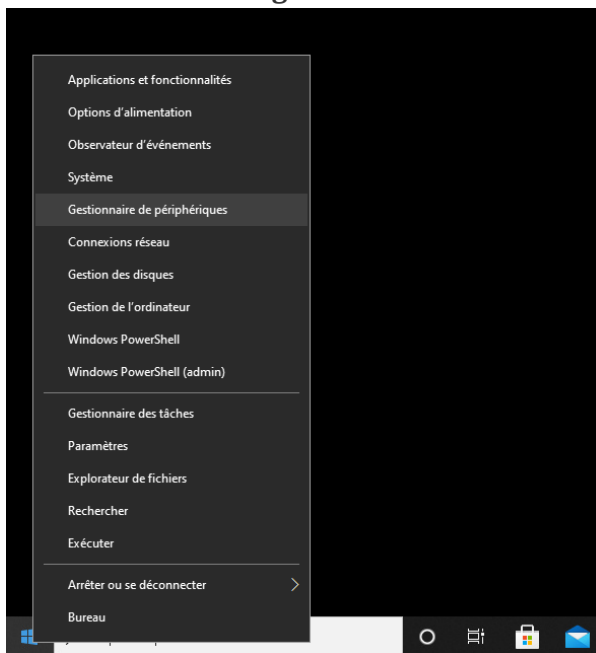 Applications et fonctionnalités
Options d'alimentation
Observateur d'événements
Système
Gestionnaire de périphériques
Connexions réseau
Gestion des disques
Gestion de l'ordinateur
Windows PowerShell
Windows PowerShell (admin)
Gestionnaire des tâches
Paramètres
Explorateur de fichiers
Rechercher
Exécuter
Arrêter ou se déconnecter
Bureau